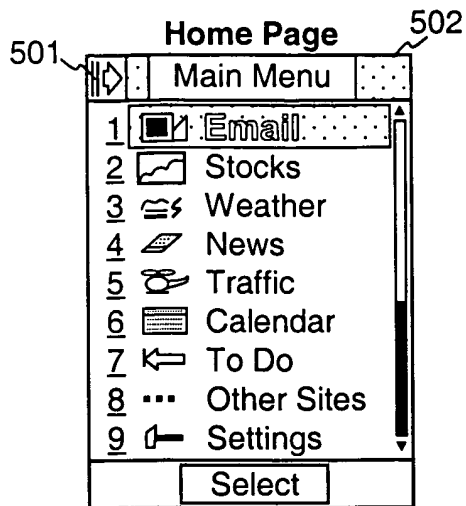 Home Page
501
502
Main Menu
1 Email
2 Stocks
3 Weather
4 News
5 Traffic
6 Calendar
7 To Do
8 Other Sites
9 Settings
Select